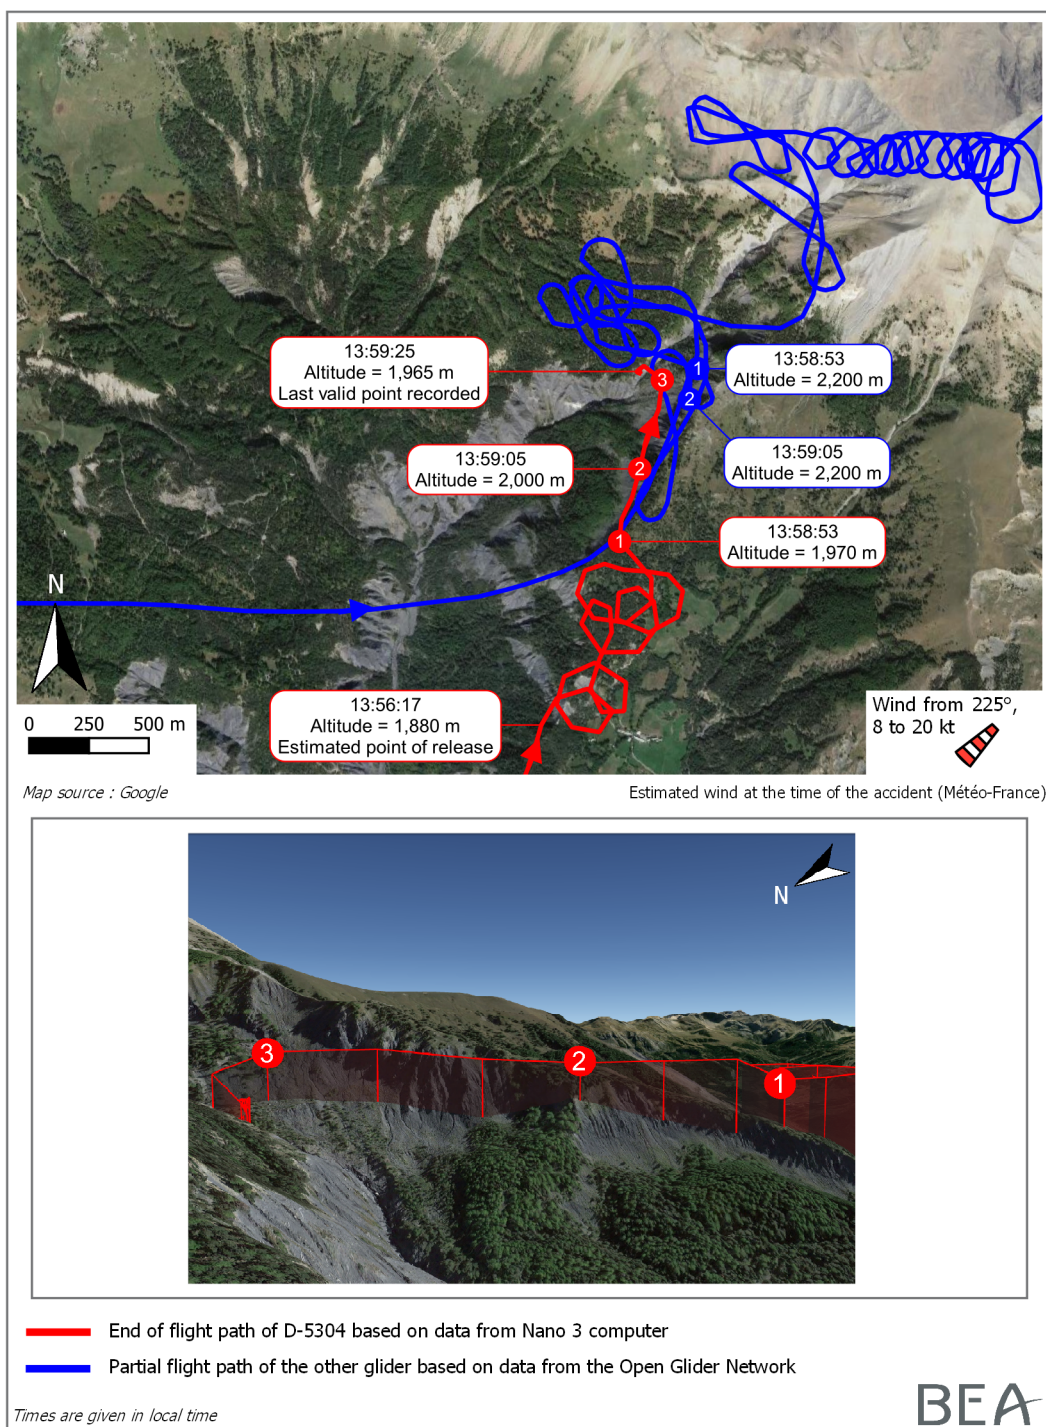 13:59:25
Altitude = 1,965 m
Last valid point recorded
3
1
13:58:53
Altitude = 2,200 m
2
13:59:05
Altitude = 2,000 m
2
13:59:05
Altitude = 2,200 m
1
13:58:53
Altitude = 1,970 m
N
13:56:17
Altitude = 1,880 m
Estimated point of release
0 250 500 m
Wind from 225°,
8 to 20 kt
Map source : Google
Estimated wind at the time of the accident (Météo-France)
N
3
2
1
End of flight path of D-5304 based on data from Nano 3 computer
Partial flight path of the other glider based on data from the Open Glider Network
Times are given in local time
BEA